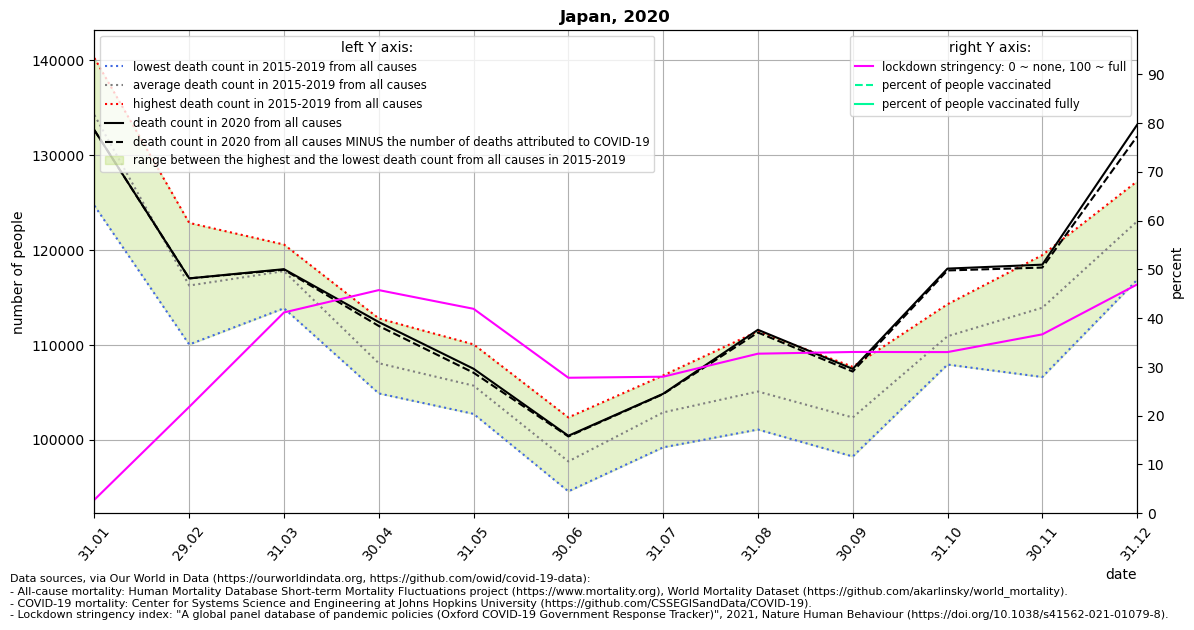 Japan, 2020
left Y axis:
lowest death count in 2015-2019 from all causes
average death count in 2015-2019 from all causes
highest death count in 2015-2019 from all causes
death count in 2020 from all causes
death count in 2020 from all causes MINUS the number of deaths attributed to COVID-19
range between the highest and the lowest death count from all causes in 2015-2019
right Y axis:
lockdown stringency: 0 ~ none, 100 ~ full
percent of people vaccinated
percent of people vaccinated fully
number of people
140000
130000
120000
110000
100000
percent
90
80
70
60
50
40
30
20
10
0
31.01
29.02
31.03
30.04
31.05
30.06
31.07
31.08
30.09
31.10
30.11
31.12
date
Data sources, via Our World in Data (https://ourworldindata.org, https://github.com/owid/covid-19-data):
- All-cause mortality: Human Mortality Database Short-term Mortality Fluctuations project (https://www.mortality.org), World Mortality Dataset (https://github.com/akarlinsky/world_mortality).
- COVID-19 mortality: Center for Systems Science and Engineering at Johns Hopkins University (https://github.com/CSSEGISandData/COVID-19).
- Lockdown stringency index: "A global panel database of pandemic policies (Oxford COVID-19 Government Response Tracker)", 2021, Nature Human Behaviour (https://doi.org/10.1038/s41562-021-01079-8).